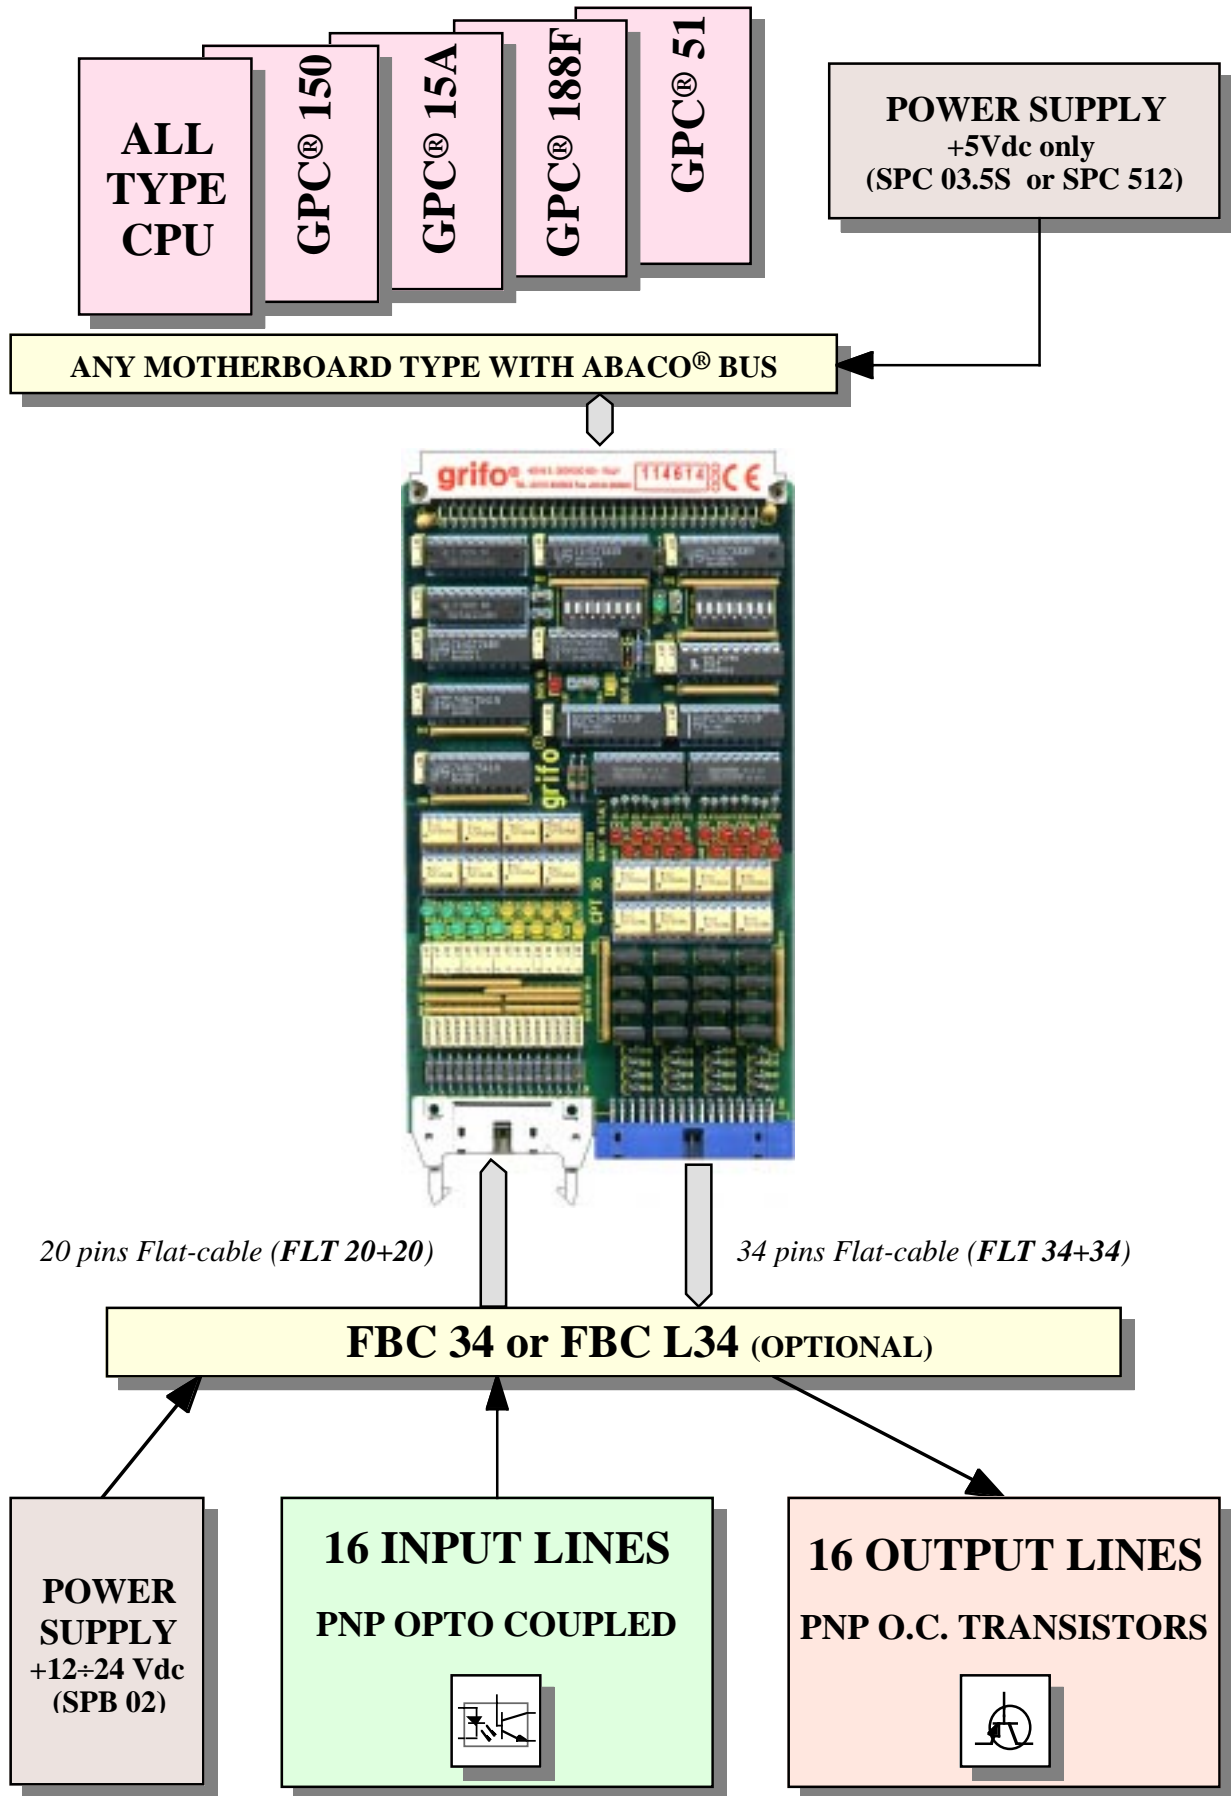 ALL
TYPE
CPU
GPC® 150
GPC® 15A
GPC® 188F
GPC® 51
POWER SUPPLY
+5Vdc only
(SPC 03.5S or SPC 512)
ANY MOTHERBOARD TYPE WITH ABACO® BUS
grifo®
114614 CE
grifo®
CPT 36
20 pins Flat-cable (FLT 20+20)
34 pins Flat-cable (FLT 34+34)
FBC 34 or FBC L34 (OPTIONAL)
POWER
SUPPLY
+12÷24 Vdc
(SPB 02)
16 INPUT LINES
PNP OPTO COUPLED
16 OUTPUT LINES
PNP O.C. TRANSISTORS